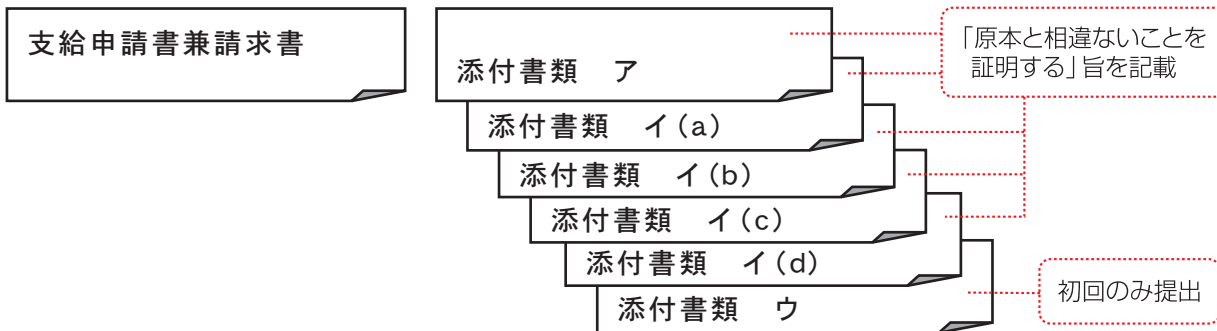 支給申請書兼請求書
添付書類 ア
「原本と相違ないことを
証明する」旨を記載
添付書類 イ(a)
添付書類 イ(b)
添付書類 イ(c)
添付書類 イ(d)
添付書類 ウ
初回のみ提出